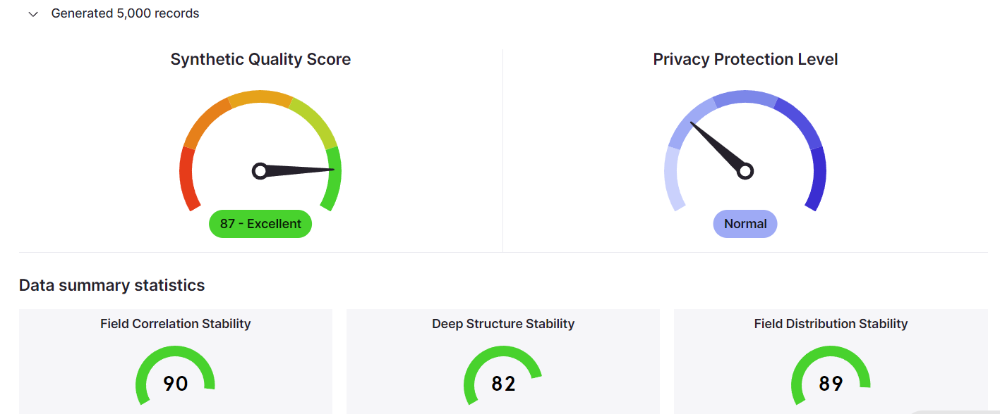 Generated 5,000 records
Synthetic Quality Score
Privacy Protection Level
87 - Excellent
Normal
Data summary statistics
Field Correlation Stability
Deep Structure Stability
Field Distribution Stability
90
82
89